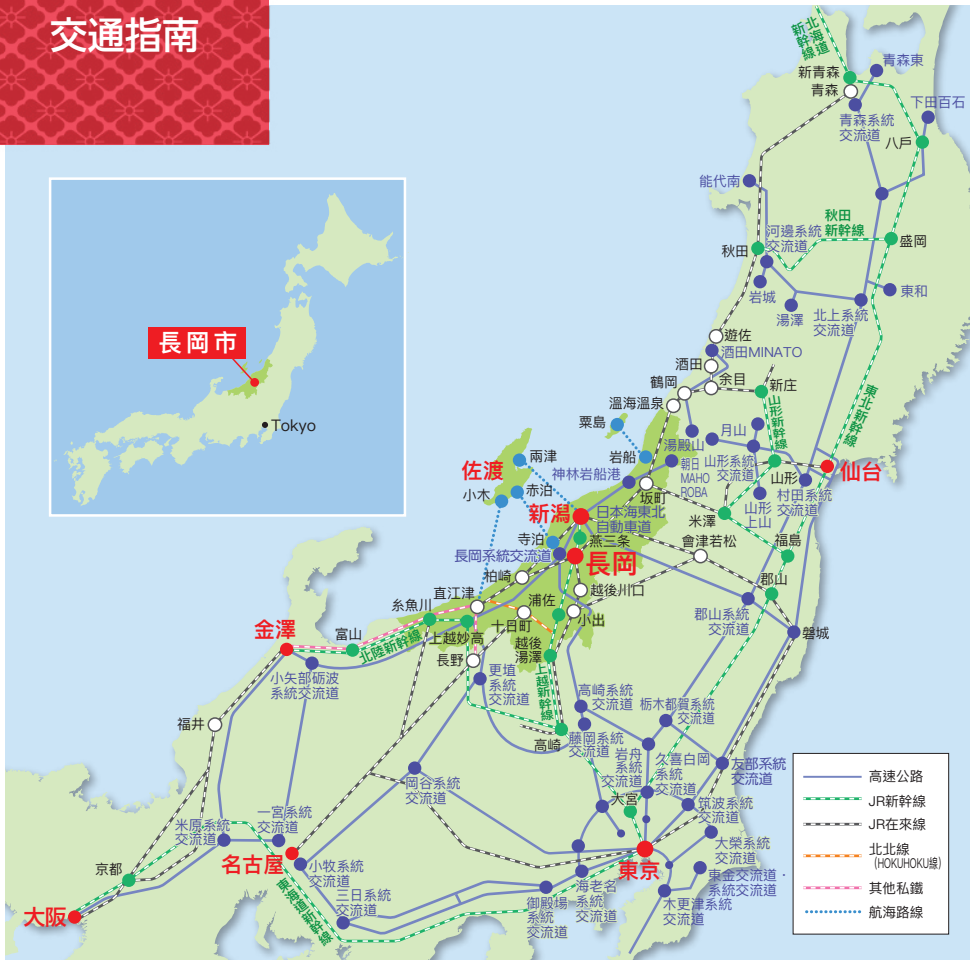 交通指南
長岡市
Tokyo
新北海道
幹線
新青森
青森
青森東
下田百石
青森系統
交流道
八戶
能代南
秋田
新幹線
河邊系統
交流道
秋田
盛岡
岩城
湯澤
東和
北上系統
交流道
遊佐
酒田MINATO
酒田
鶴岡
余目
新庄
溫海溫泉
山形新幹線
東北新幹線
粟島
岩船
湯殿山
月山
兩津
佐渡
赤泊
小木
神林岩船港
朝日
MAHO
ROBA
山形系統
交流道
山形
仙台
坂町
村田系統
交流道
山形
上山
米澤
新潟
日本海東北
自動車道
寺泊
燕三条
會津若松
福島
長岡系統交流道
長岡
柏崎
越後川口
郡山
直江津
浦佐
糸魚川
十日町
小出
郡山系統
交流道
磐城
金澤
富山
北陸新幹線
上越妙高
越後
湯澤
長野
上越新幹線
小矢部砺波
系統交流道
更埴
系統
交流道
高崎系統
交流道
栃木都賀系統
交流道
福井
高崎
藤岡系統
交流道
岩舟
系統
交流道
久喜白岡
系統
交流道
友部系統
交流道
岡谷系統
交流道
大宮
筑波系統
交流道
米原系統
交流道
一宮系統
交流道
大榮系統
交流道
京都
名古屋
小牧系統
交流道
東京
東金交流道・
系統交流道
大阪
東海道新幹線
三日系統
交流道
御殿場
系統
交流道
海老名
系統
交流道
木更津系統
交流道
高速公路
JR新幹線
JR在來線
北北線
(HOKUHOKU線)
其他私鐵
航海路線